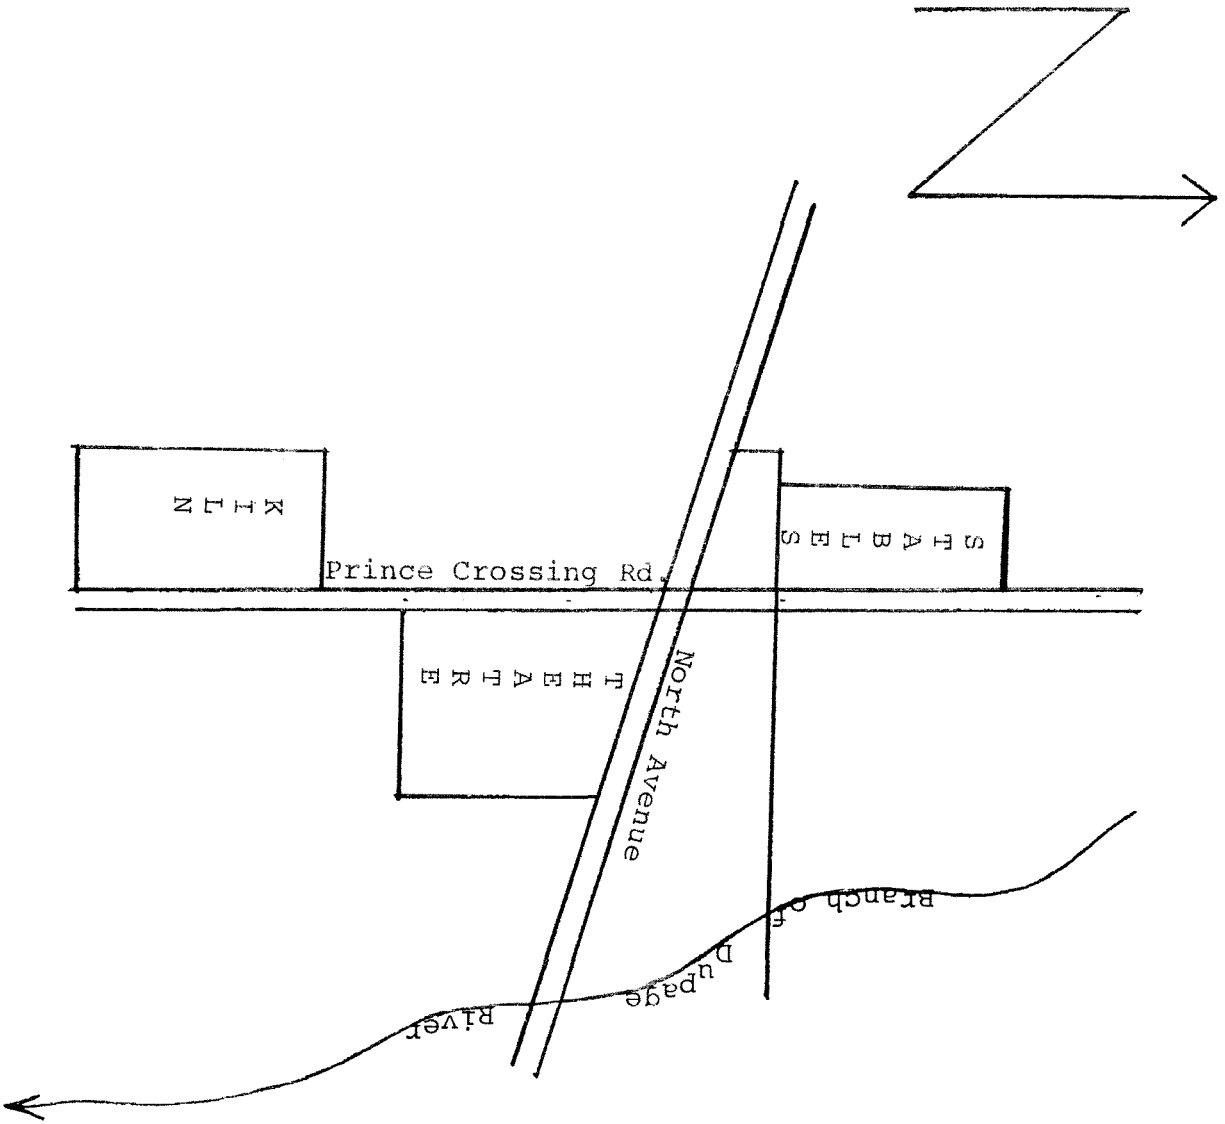 KILN
STABLES
Prince Crossing Rd.
THEATRE
North Avenue
Branch of
Dupage
River